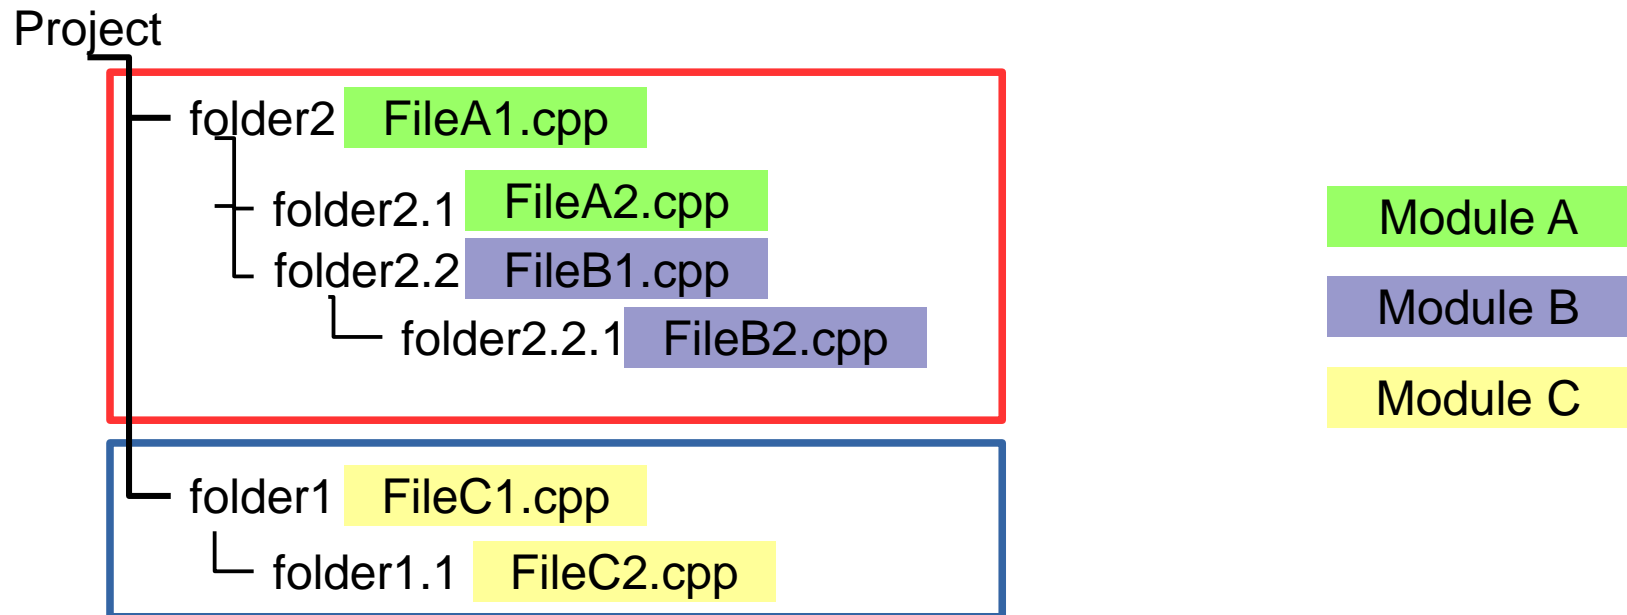 Project
folder2 FileA1.cpp
folder2.1 FileA2.cpp
folder2.2 FileB1.cpp
folder2.2.1 FileB2.cpp
folder1 FileC1.cpp
folder1.1 FileC2.cpp
Module A
Module B
Module C